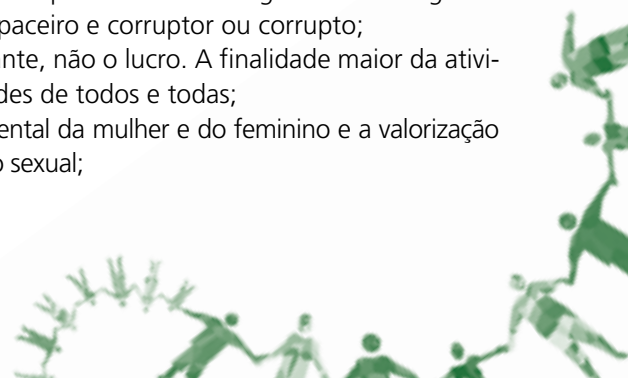 paceiro e corruptor ou corrupto;
nte, não o lucro. A finalidade maior da ativi-
des de todos e todas;
ental da mulher e do feminino e a valorização
o sexual;